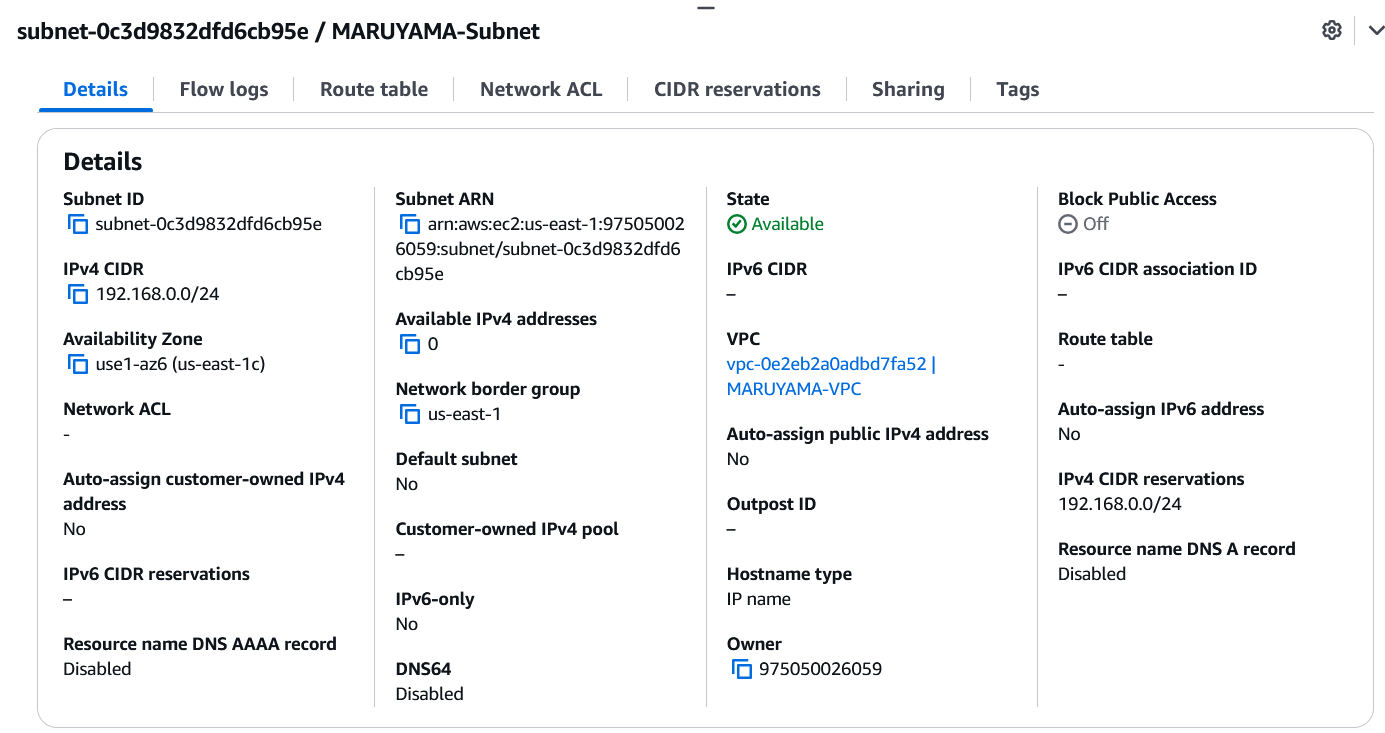 subnet-0c3d9832dfd6cb95e / MARUYAMA-Subnet
Details
Flow logs
Route table
Network ACL
CIDR reservations
Sharing
Tags
Details
Subnet ID
subnet-0c3d9832dfd6cb95e
IPv4 CIDR
192.168.0.0/24
Availability Zone
use1-az6 (us-east-1c)
Network ACL
-
Auto-assign customer-owned IPv4
address
No
IPv6 CIDR reservations
–
Resource name DNS AAAA record
Disabled
Subnet ARN
arn:aws:ec2:us-east-1:97505002
6059:subnet/subnet-0c3d9832dfd6
cb95e
Available IPv4 addresses
0
Network border group
us-east-1
Default subnet
No
Customer-owned IPv4 pool
–
IPv6-only
No
DNS64
Disabled
State
Available
IPv6 CIDR
–
VPC
vpc-0e2eb2a0adbd7fa52 |
MARUYAMA-VPC
Auto-assign public IPv4 address
No
Outpost ID
–
Hostname type
IP name
Owner
975050026059
Block Public Access
Off
IPv6 CIDR association ID
–
Route table
-
Auto-assign IPv6 address
No
IPv4 CIDR reservations
192.168.0.0/24
Resource name DNS A record
Disabled